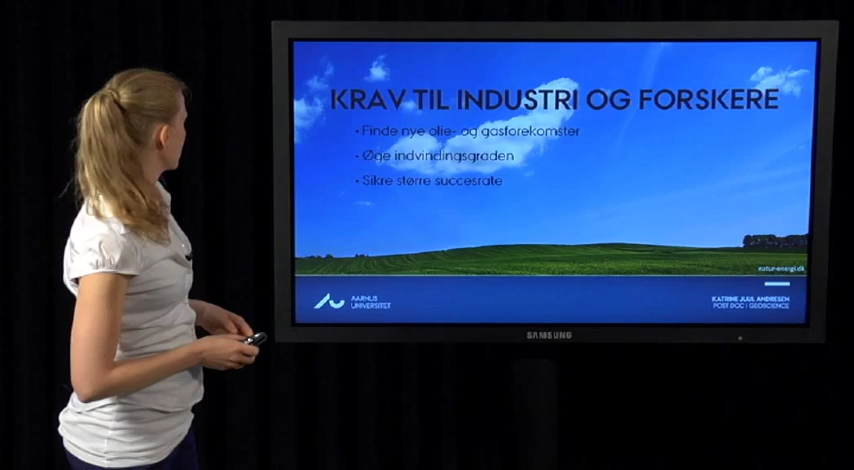 KRAV TIL INDUSTRI OG FORSKERE
• Finde nye olie- og gasforekomster
• Øge indvindingsgraden
• Sikre større succesrate
natur-energi.dk
AARHUS
UNIVERSITET
KATRINE JUUL ANDRESEN
POST DOC | GEOSCIENCE
SAMSUNG